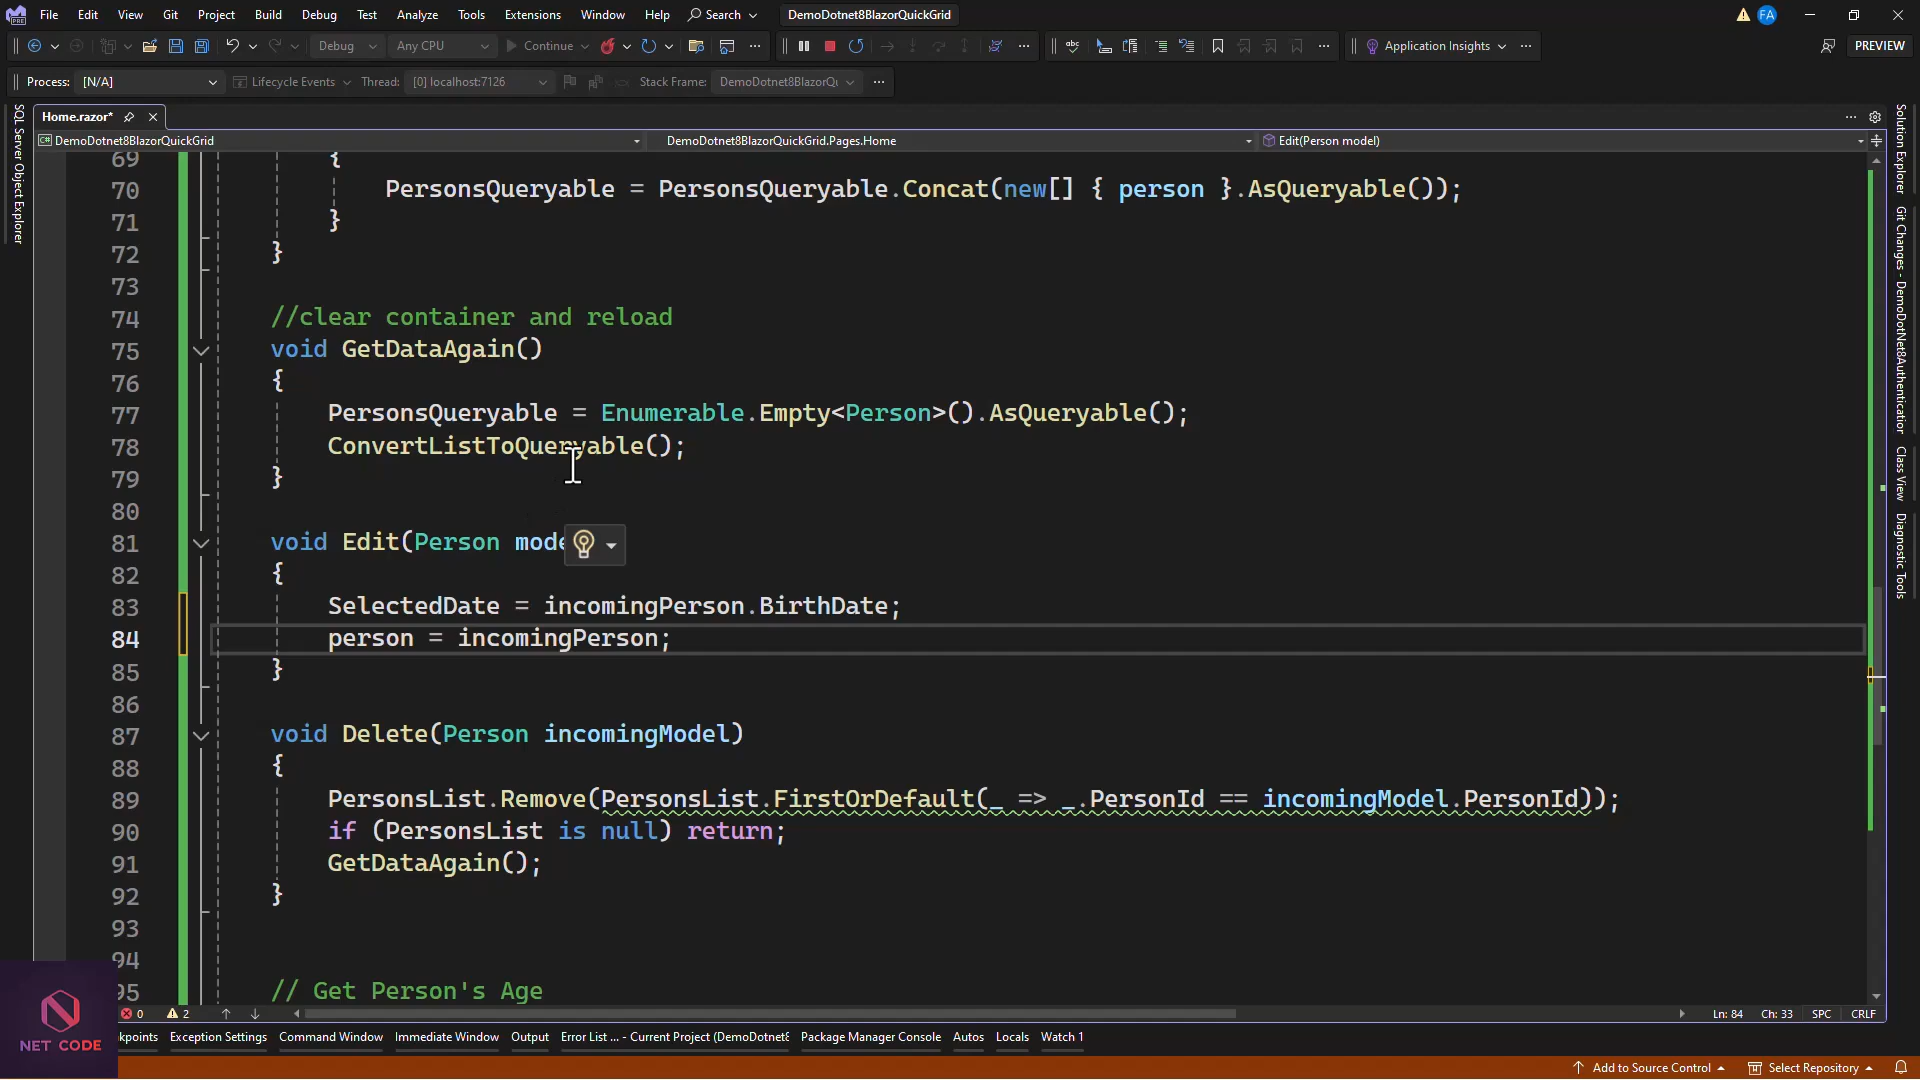 File Edit View Git Project Build Debug Test Analyze Tools Extensions Window Help Search DemoDotnet8BlazorQuickGrid FA
Debug Any CPU Continue Application Insights PREVIEW
Process: [N/A] Lifecycle Events Thread: [0] localhost:7126 Stack Frame: DemoDotnet8BlazorQu
Home.razor*
DemoDotnet8BlazorQuickGrid DemoDotnet8BlazorQuickGrid.Pages.Home Edit(Person model)
SQL Server Object Explorer
69 {
70 PersonsQueryable = PersonsQueryable.Concat(new[] { person }.AsQueryable());
71 }
72 }
73
74 //clear container and reload
75 void GetDataAgain()
76 {
77 PersonsQueryable = Enumerable.Empty<Person>().AsQueryable();
78 ConvertListToQueryable();
79 }
80
81 void Edit(Person mode
82 {
83 SelectedDate = incomingPerson.BirthDate;
84 person = incomingPerson;
85 }
86
87 void Delete(Person incomingModel)
88 {
89 PersonsList.Remove(PersonsList.FirstOrDefault(_ => _.PersonId == incomingModel.PersonId));
90 if (PersonsList is null) return;
91 GetDataAgain();
92 }
93
94
95 // Get Person's Age
Solution Explorer
Git Changes - DemoDotNet8Authentication
Class View
Diagnostic Tools
0 2 Ln: 84 Ch: 33 SPC CRLF
NET CODE
kpoints Exception Settings Command Window Immediate Window Output Error List ... - Current Project (DemoDotnet8 Package Manager Console Autos Locals Watch 1
Add to Source Control Select Repository